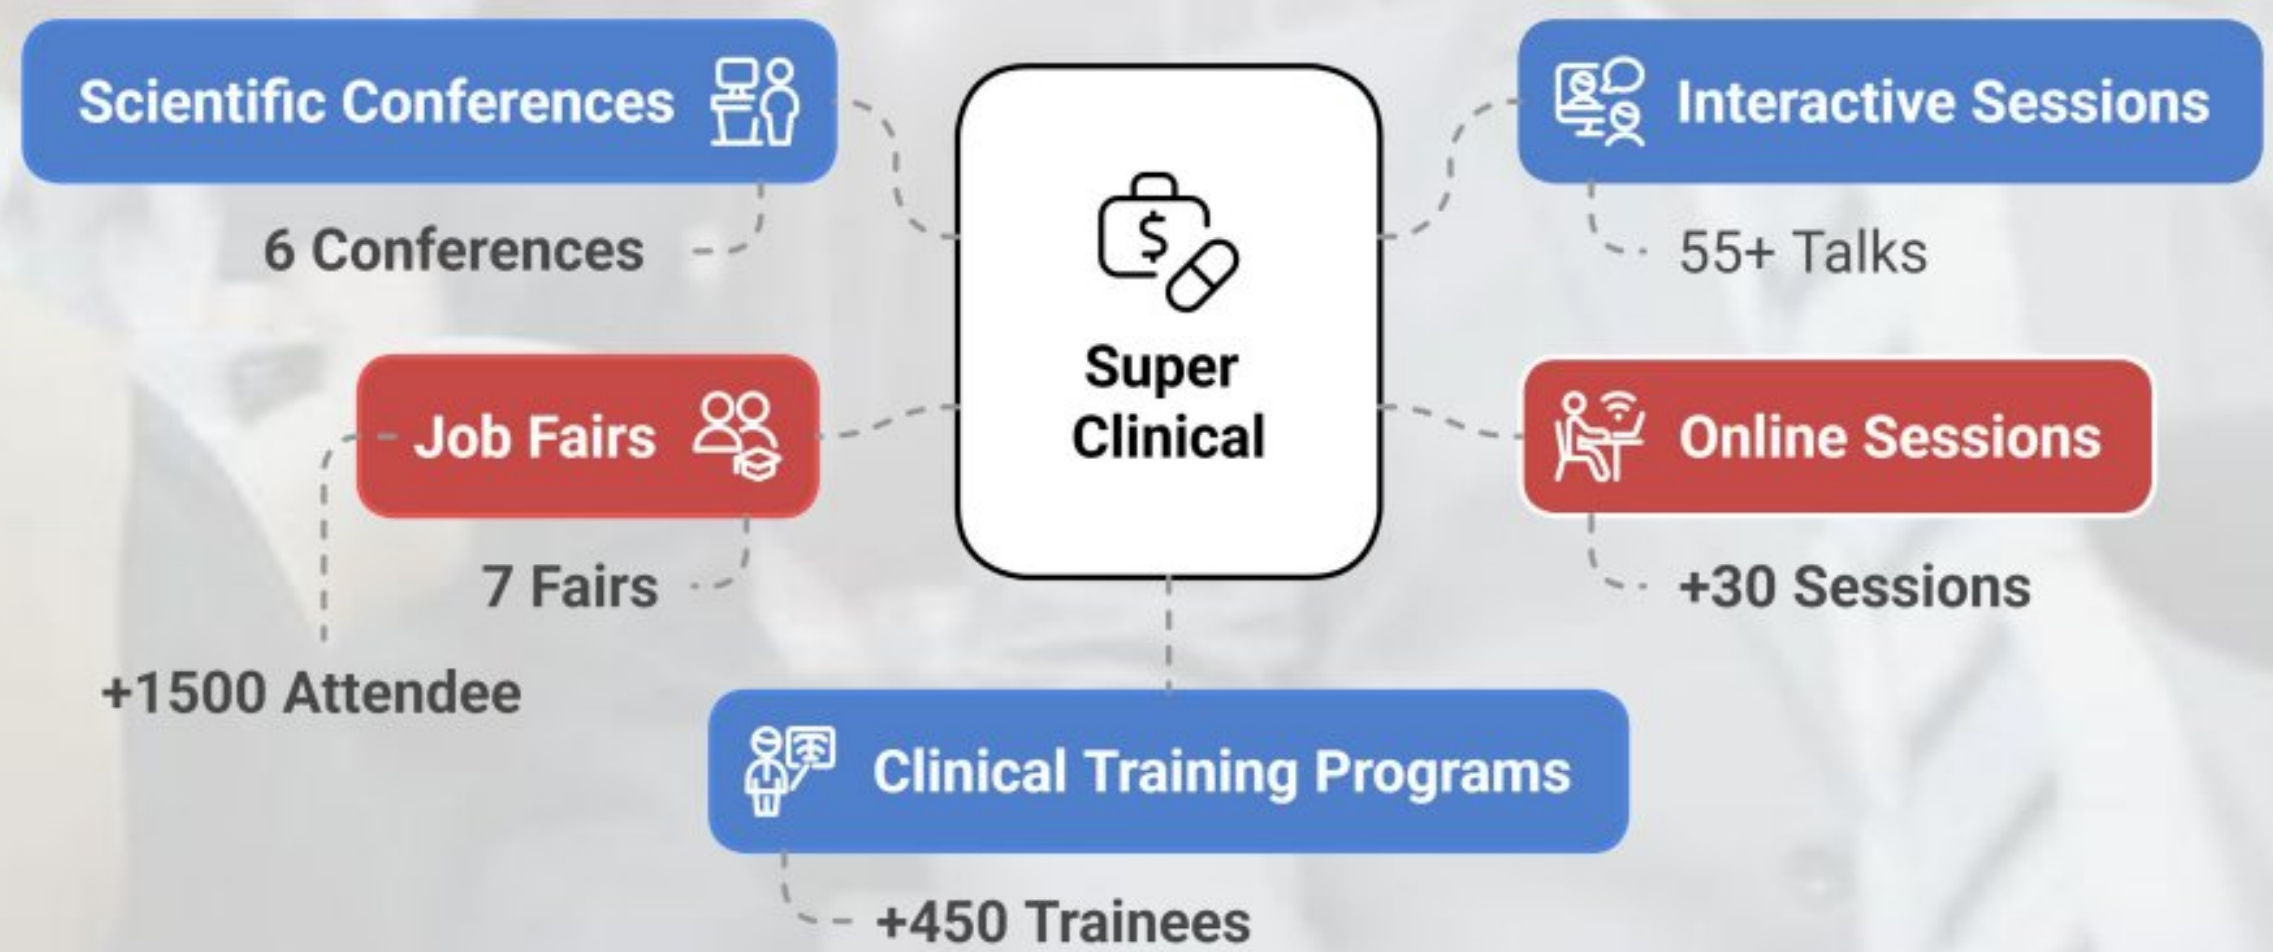 Scientific Conferences
6 Conferences
Job Fairs
7 Fairs
+1500 Attendee
$
Super
Clinical
Interactive Sessions
55+ Talks
Online Sessions
+30 Sessions
Clinical Training Programs
+450 Trainees